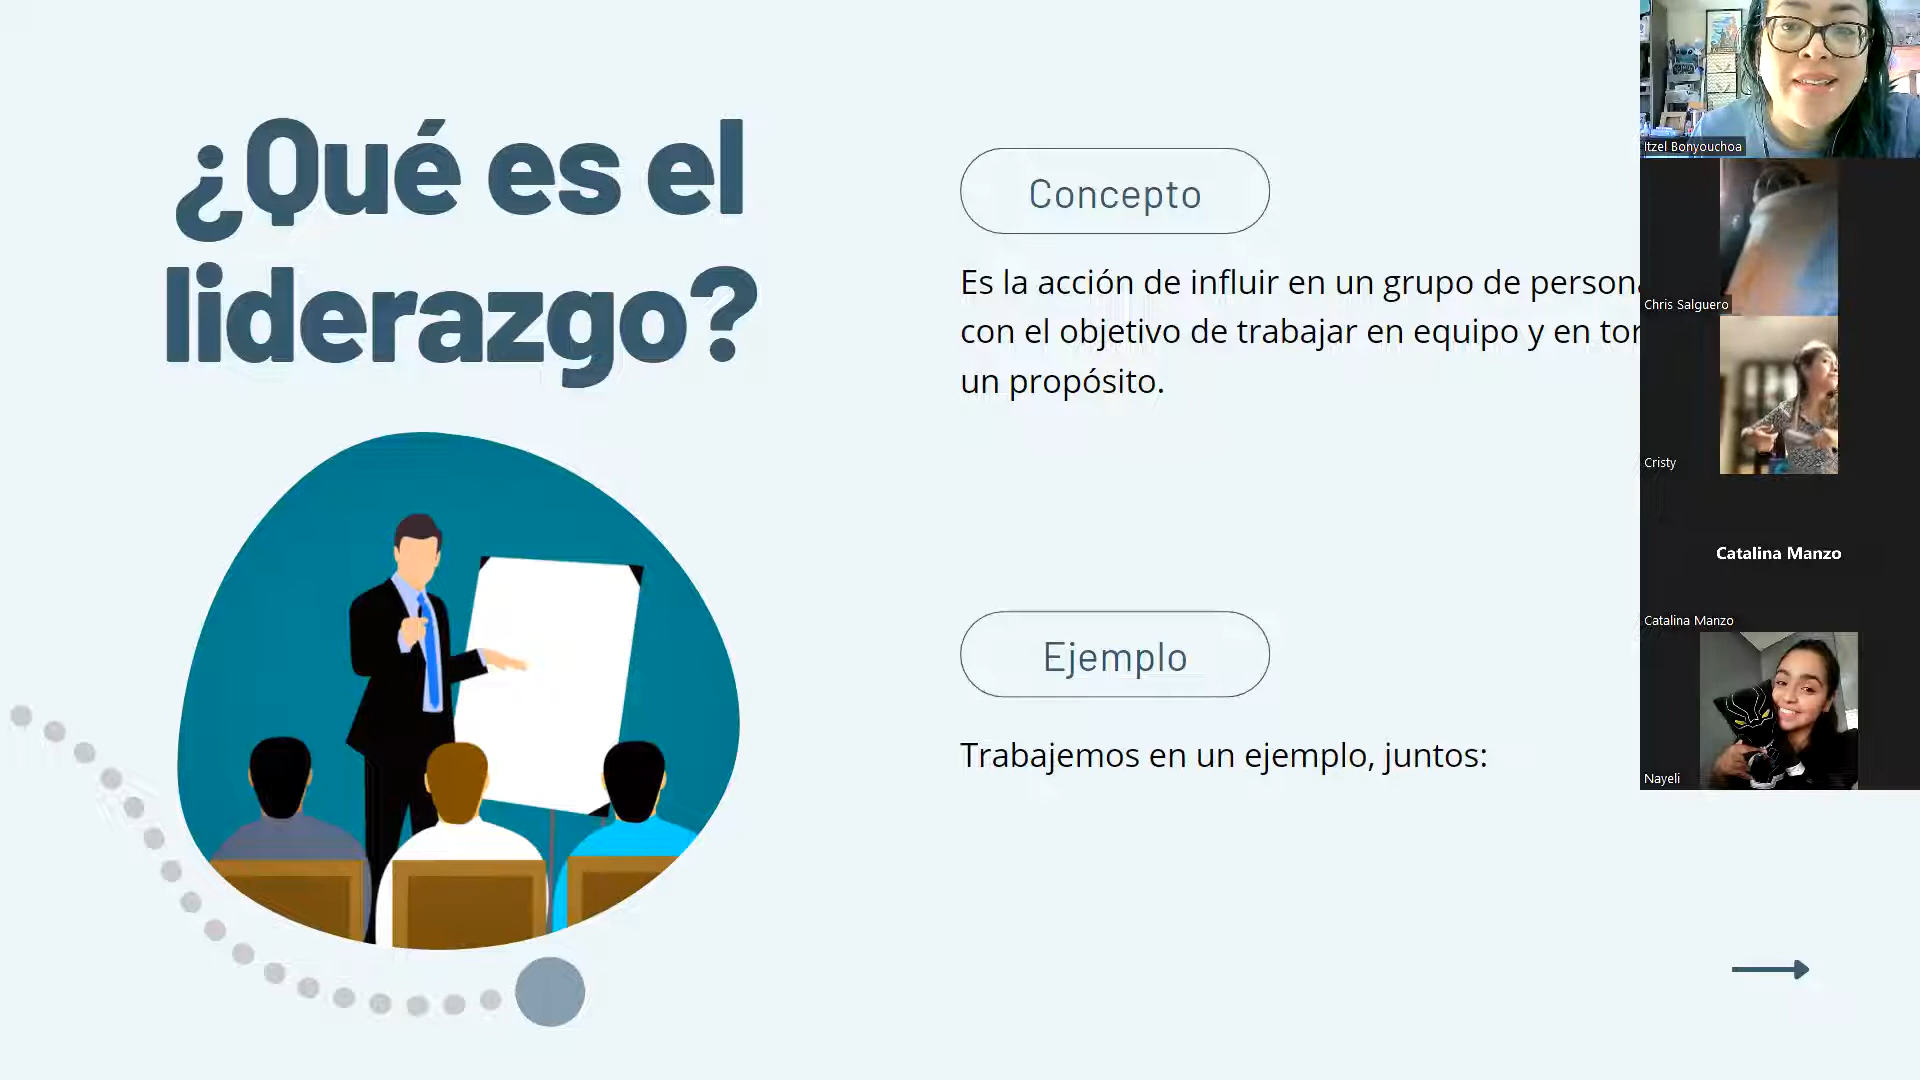 ¿Qué es el
liderazgo?
Concepto
Es la acción de influir en un grupo de
con el objetivo de trabajar en equipo y en
un propósito.
Ejemplo
Trabajemos en un ejemplo, juntos:
Itzel Bonyouchoa
Chris Salguero
Cristy
Catalina Manzo
Catalina Manzo
Nayeli